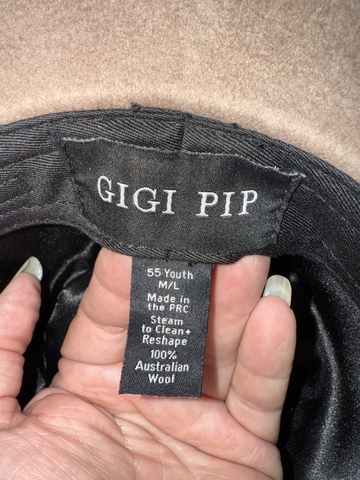 GIGI PIP
55 Youth
M/L
Made in
the PRC
Steam
to Clean+
Reshape
100%
Australian
Wool